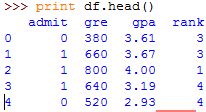 >>> print df.head()
admit gre gpa rank
0 0 380 3.61 3
1 1 660 3.67 3
2 1 800 4.00 1
3 1 640 3.19 4
4 0 520 2.93 4